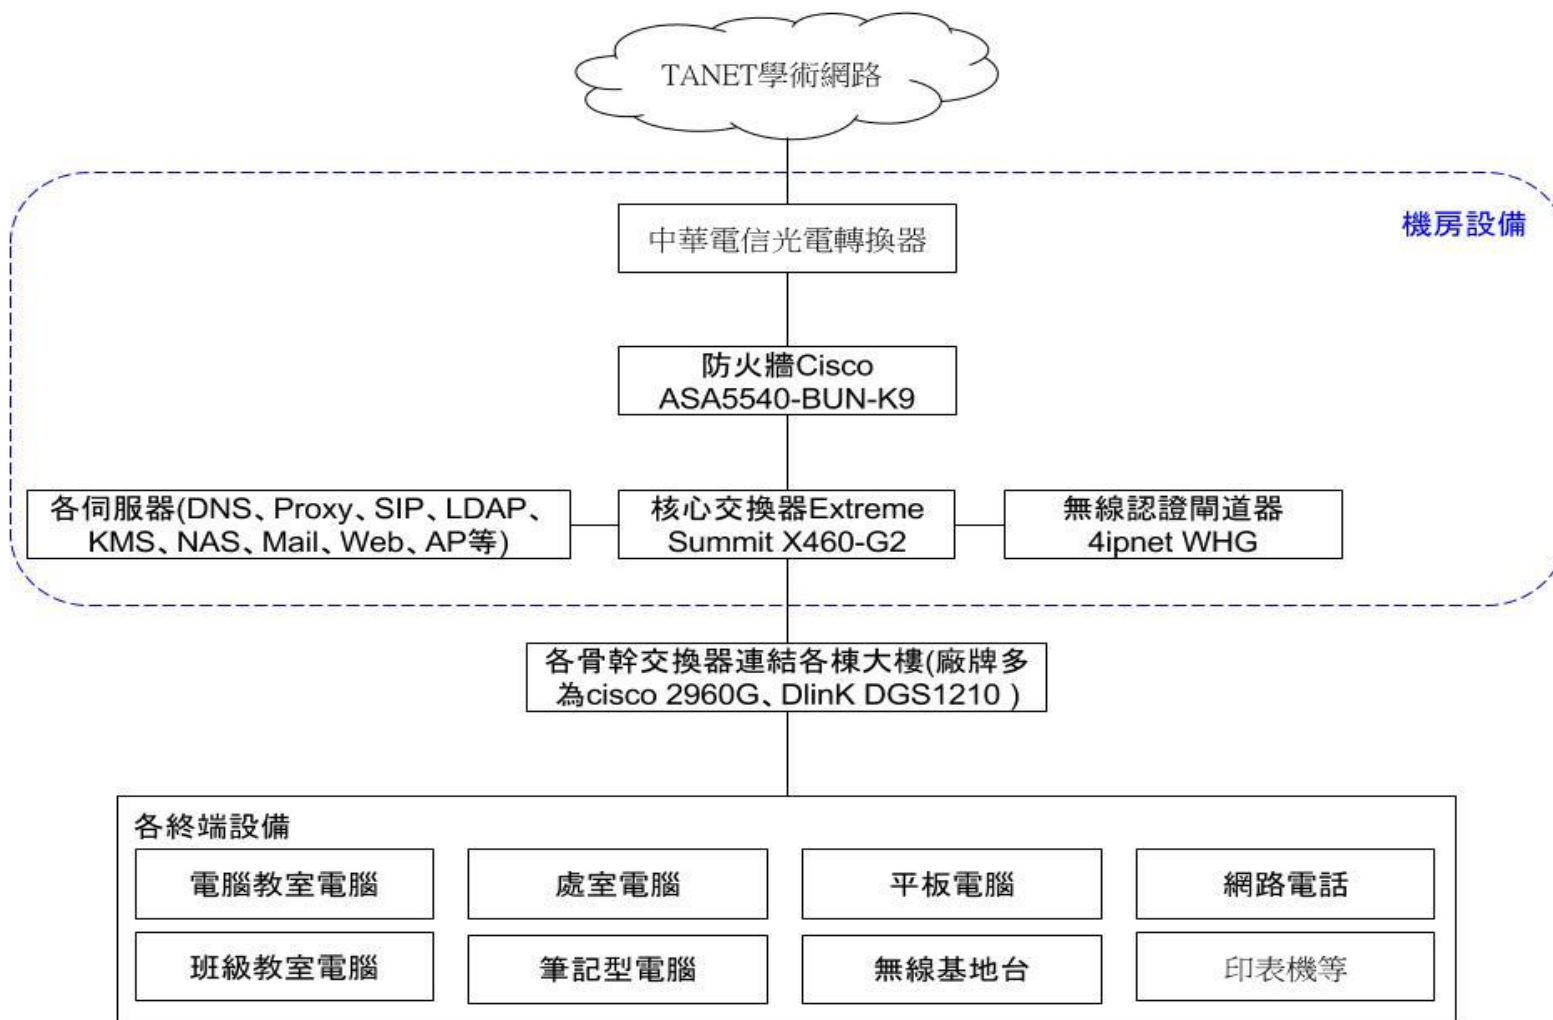 TANET學術網路
機房設備
中華電信光電轉換器
防火牆Cisco
ASA5540-BUN-K9
各伺服器(DNS、Proxy、SIP、LDAP、
KMS、NAS、Mail、Web、AP等)
核心交換器Extreme
Summit X460-G2
無線認證閘道器
4ipnet WHG
各骨幹交換器連結各棟大樓(廠牌多
為cisco 2960G、DlinK DGS1210 )
各終端設備
電腦教室電腦
處室電腦
平板電腦
網路電話
班級教室電腦
筆記型電腦
無線基地台
印表機等